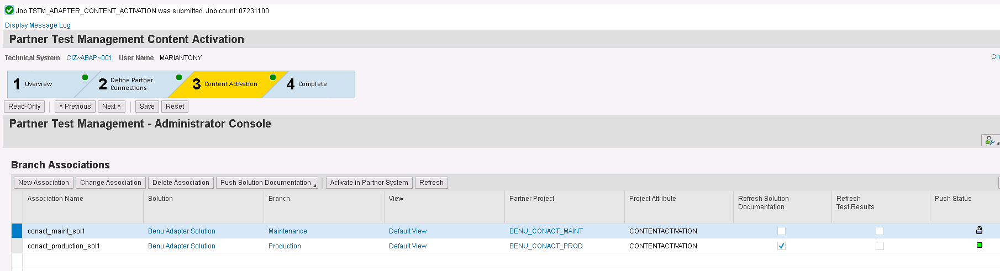 Job TSTM_ADAPTER_CONTENT_ACTIVATION was submitted. Job count: 07231100
Display Message Log
Partner Test Management Content Activation
Technical System CIZ~ABAP~001 User Name MARIANTONY
1 Overview
2 Define Partner
Connections
3 Content Activation
4 Complete
Read-Only < Previous Next > Save Reset
Partner Test Management - Administrator Console
Branch Associations
New Association Change Association Delete Association Push Solution Documentation Activate in Partner System Refresh
Association Name Solution Branch View Partner Project Project Attribute Refresh Solution Refresh Push Status
Documentation Test Results
conact_maint_sol1 Benu Adapter Solution Maintenance Default View BENU_CONACT_MAINT CONTENTACTIVATION
conact_production_sol1 Benu Adapter Solution Production Default View BENU_CONACT_PROD CONTENTACTIVATION